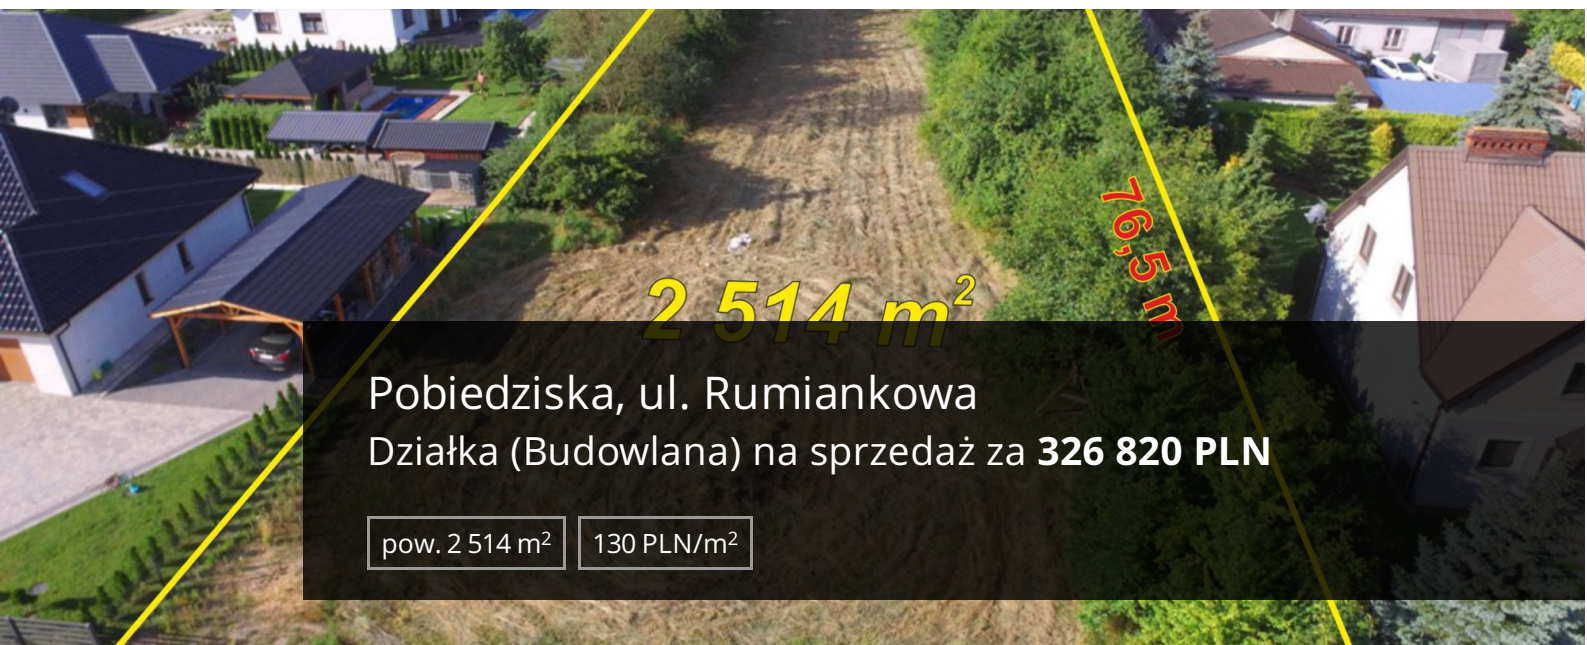 76,5 m
2 514 m²
Pobiedziska, ul. Rumiankowa
Działka (Budowlana) na sprzedaż za 326 820 PLN
pow. 2 514 m²
130 PLN/m²